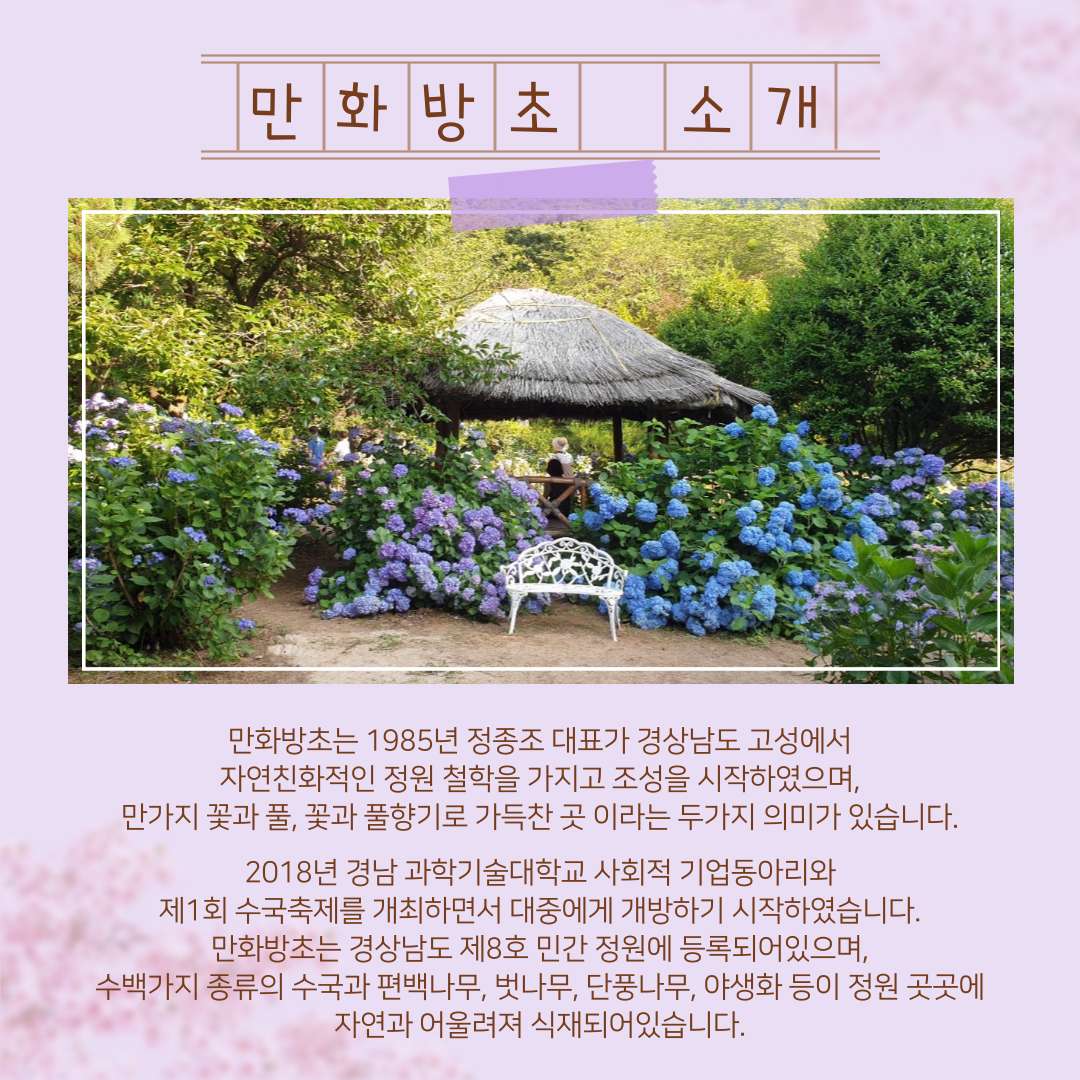 만화방초 소개
만화방초는 1985년 정종조 대표가 경상남도 고성에서
자연친화적인 정원 철학을 가지고 조성을 시작하였으며,
만가지 꽃과 풀, 꽃과 풀향기로 가득찬 곳 이라는 두가지 의미가 있습니다.
2018년 경남 과학기술대학교 사회적 기업동아리와
제1회 수국축제를 개최하면서 대중에게 개방하기 시작하였습니다.
만화방초는 경상남도 제8호 민간 정원에 등록되어있으며,
수백가지 종류의 수국과 편백나무, 벗나무, 단풍나무, 야생화 등이 정원 곳곳에
자연과 어울려져 식재되어있습니다.